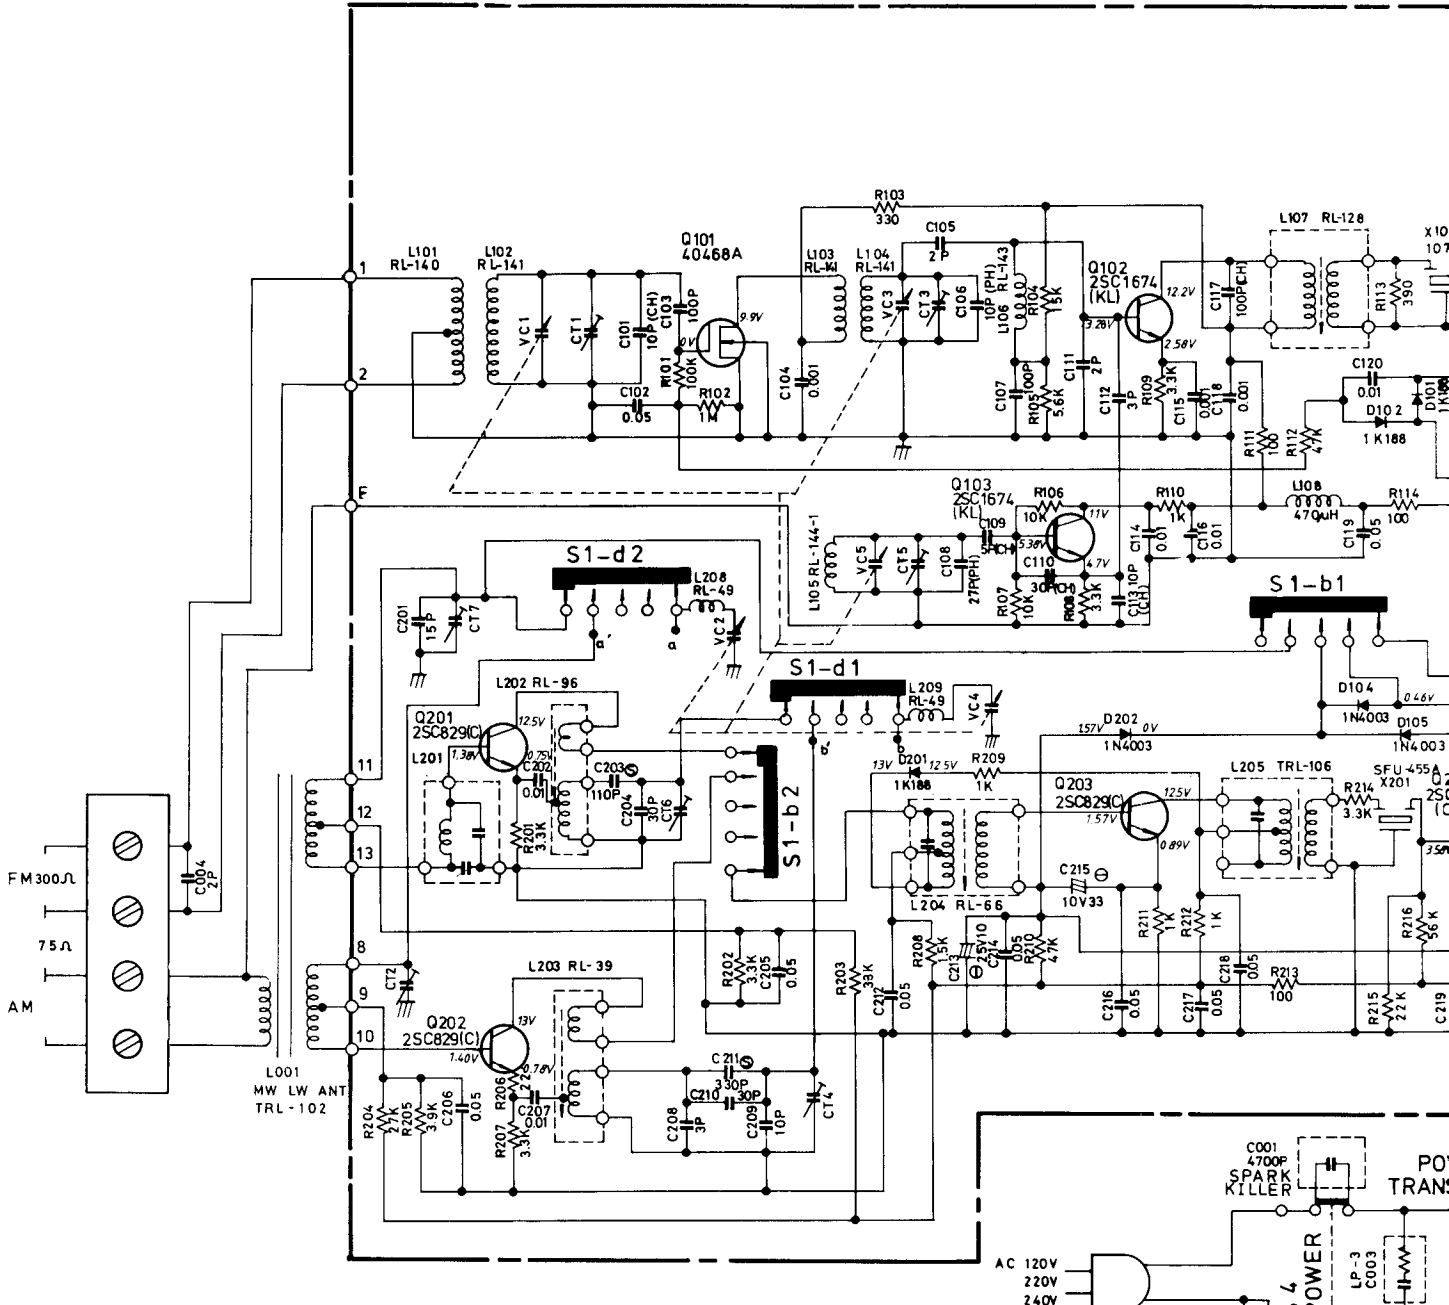 R103
330
L107 RL-128
L101
RL-140
L102
RL-141
Q101
40468A
L103
L104
RL-141
C105
2P
L106 RL-143
R104
15K
Q102
2SC1674
(KL)
12.2V
3.28V
2.58V
C117
100P(CH)
R113
390
1
VC1
CT1
C101
10P(CH)
C103
100P
9.9V
0V
R101
100K
C102
0.05
R102
1M
C104
0.001
VC3
CT3
C106
10P(PH)
C107
100P
R105
5.6K
C111
2P
C112
3P
R109
3.3K
C115
0.001
C118
0.001
C120
0.01
D101
1K188
D102
1K188
2
R111
100
R112
47K
E
Q103
2SC1674
(KL)
C109
5P(CH)
R106
10K
11V
5.38V
4.7V
R110
1K
C114
0.01
C116
0.01
L108
470μH
C119
0.05
R114
100
L105 RL-144-1
VC5
CT5
C108
27P(PH)
C110
30P(CH)
R107
10K
R108
3.3K
C113 10P
(CH)
S1-d2
L208
RL-49
VC2
C201
15P
CT7
a'
a
S1-b1
S1-d1
L209
RL-49
VC4
b'
b
L202 RL-96
Q201
2SC829(C)
12.5V
1.38V
0.75V
L201
C202
0.01
C203 S
110P
C204
30P
CT6
R201
3.3K
S1-b2
D104
1N4003
0.46V
D105
1N4003
D202
1N4003
1.57V
0V
D201
1K188
13V
12.5V
R209
1K
Q203
2SC829(C)
1.57V
12.5V
0.89V
L205 TRL-106
R214
3.3K
SFU-455A
X201
L204 RL-66
C215
10V33
11
12
13
8
9
10
FM300Ω
75Ω
AM
C004
2P
L001
MW LW ANT
TRL-102
CT2
L203 RL-39
R202
3.3K
C205
0.05
R203
33K
C212
0.05
R208
1.5K
C213
25V10
C214
0.05
R210
47K
C216
0.05
R211
1K
R212
1K
C217
0.05
C218
0.05
R213
100
R215
2.2K
R216
56K
C219
Q202
2SC829(C)
13V
1.40V
0.78V
R206
22
C207
0.01
R207
3.3K
R204
27K
R205
3.9K
C206
0.05
C211 S
330P
C210
30P
C208
3P
C209
10P
CT4
C001
4700P
SPARK
KILLER
AC 120V
220V
240V
POWER
LP-3
C003